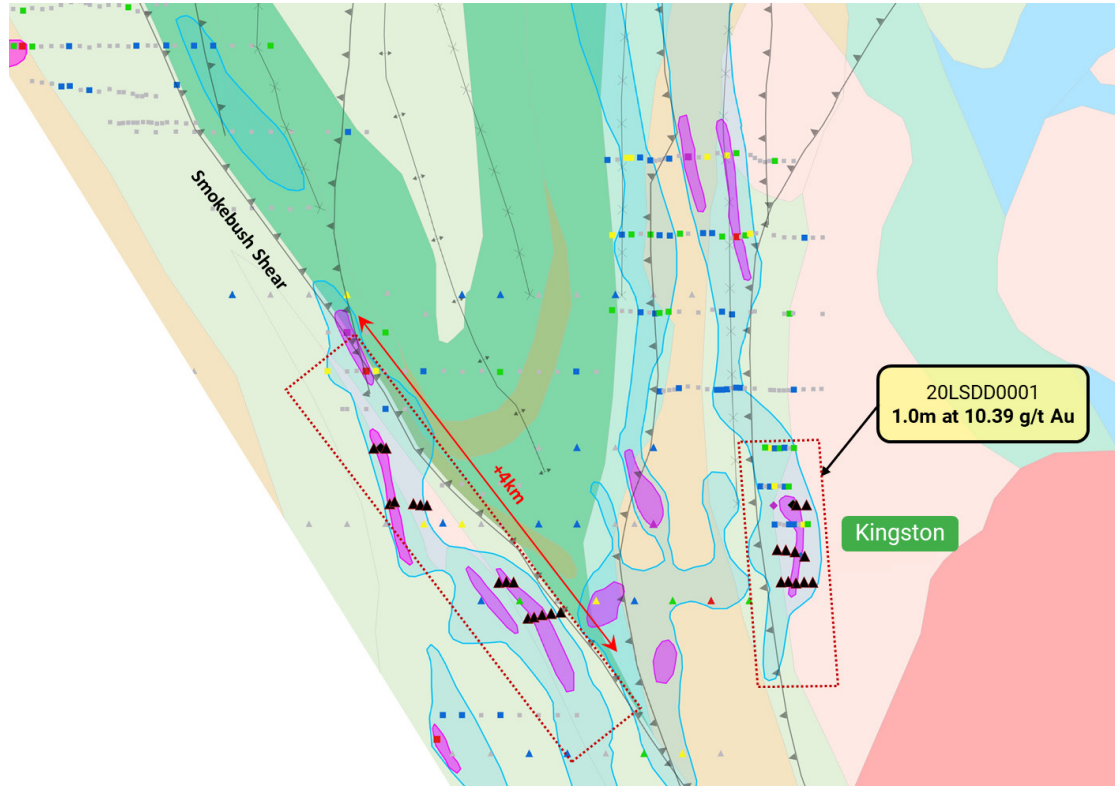 Smokebush Shear
+4km
20LSDD0001
1.0m at 10.39 g/t Au
Kingston